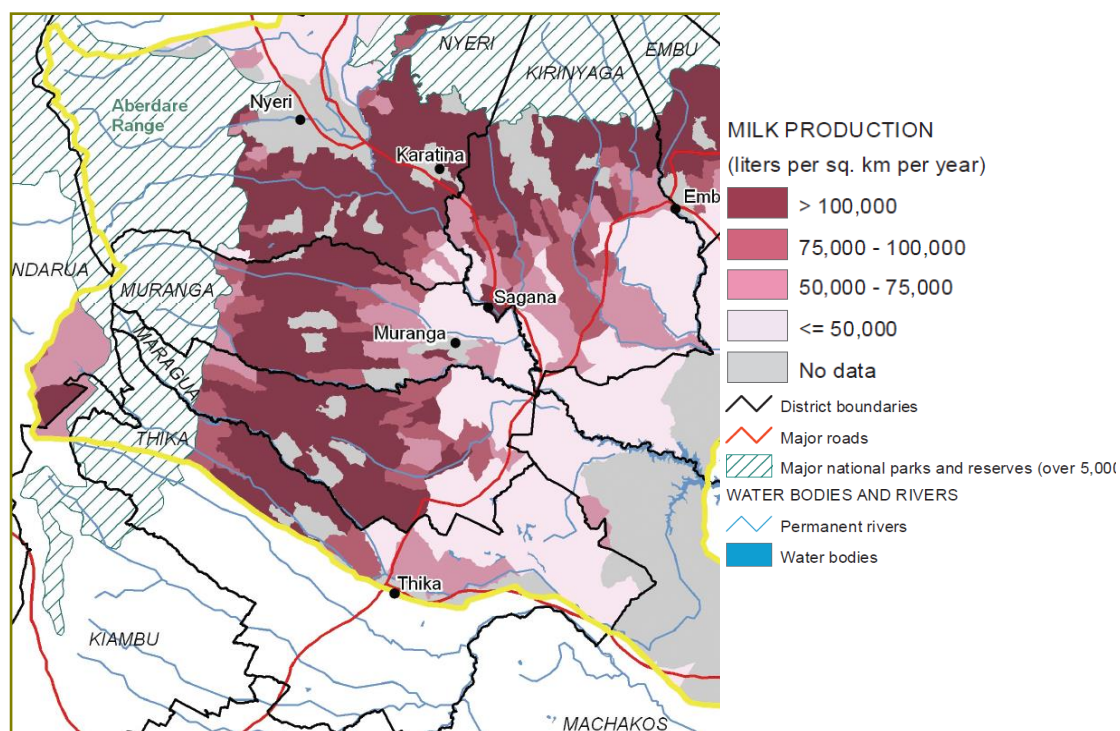 NYERI
EMBU
KIRINYAGA
Aberdare
Range
Nyeri
Karatina
Emb
NDARUA
MURANGA
Sagana
Muranga
MARAGUA
THIKA
Thika
KIAMBU
MACHAKOS
MILK PRODUCTION
(liters per sq. km per year)
> 100,000
75,000 - 100,000
50,000 - 75,000
<= 50,000
No data
District boundaries
Major roads
Major national parks and reserves (over 5,000
WATER BODIES AND RIVERS
Permanent rivers
Water bodies